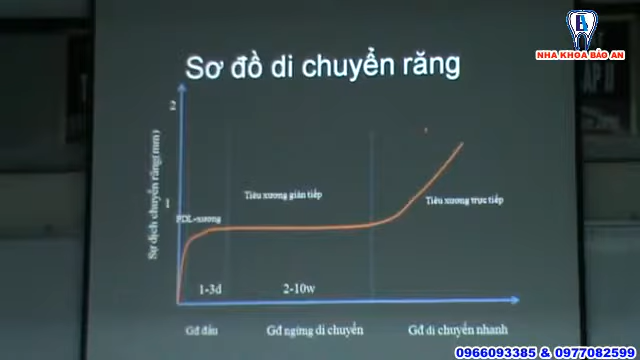 NHA KHOA BẢO AN
Sơ đồ di chuyển răng
2
Sự dịch chuyển răng(mm)
1
PDL-xương
Tiêu xương gián tiếp
Tiêu xương trực tiếp
1-3d
2-10w
Gđ đầu
Gđ ngừng di chuyển
Gđ di chuyển nhanh
0966093385 & 0977082599